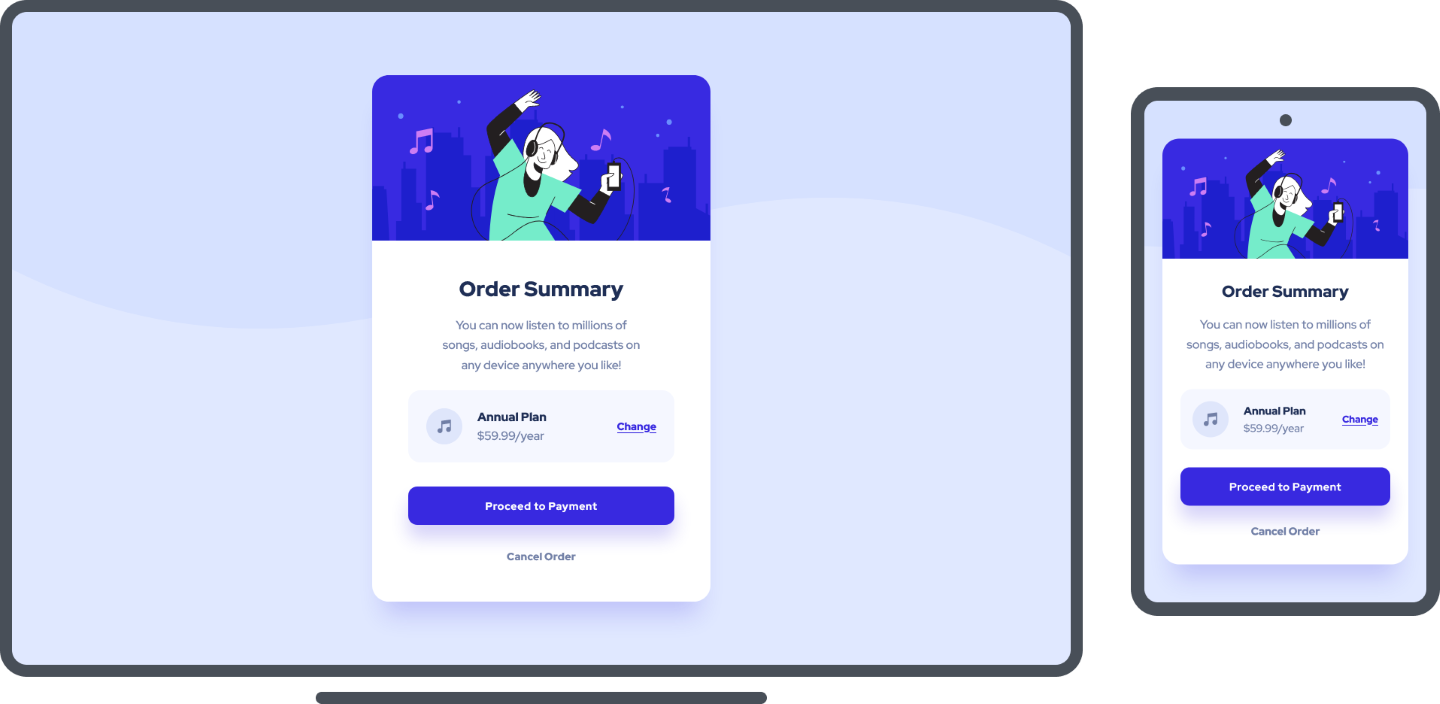 Order Summary
You can now listen to millions of
songs, audiobooks, and podcasts on
any device anywhere you like!
Annual Plan
$59.99/year
Change
Proceed to Payment
Cancel Order
Order Summary
You can now listen to millions of
songs, audiobooks, and podcasts on
any device anywhere you like!
Annual Plan
$59.99/year
Change
Proceed to Payment
Cancel Order